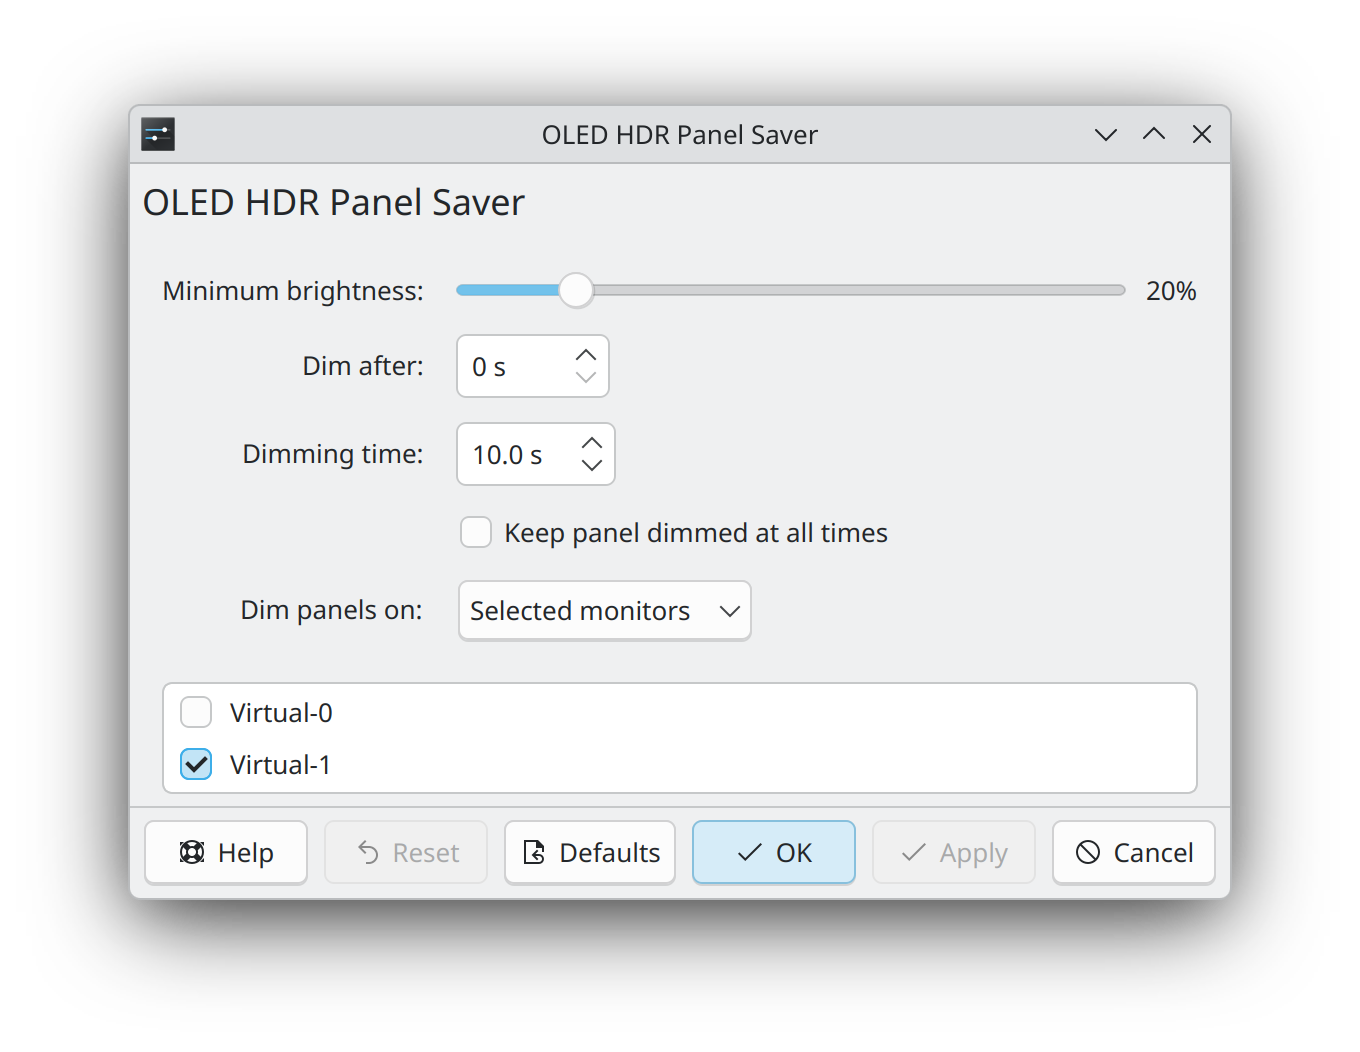 OLED HDR Panel Saver
OLED HDR Panel Saver
Minimum brightness: 20%
Dim after: 0 s
Dimming time: 10.0 s
Keep panel dimmed at all times
Dim panels on: Selected monitors
Virtual-0
Virtual-1
Help Reset Defaults OK Apply Cancel